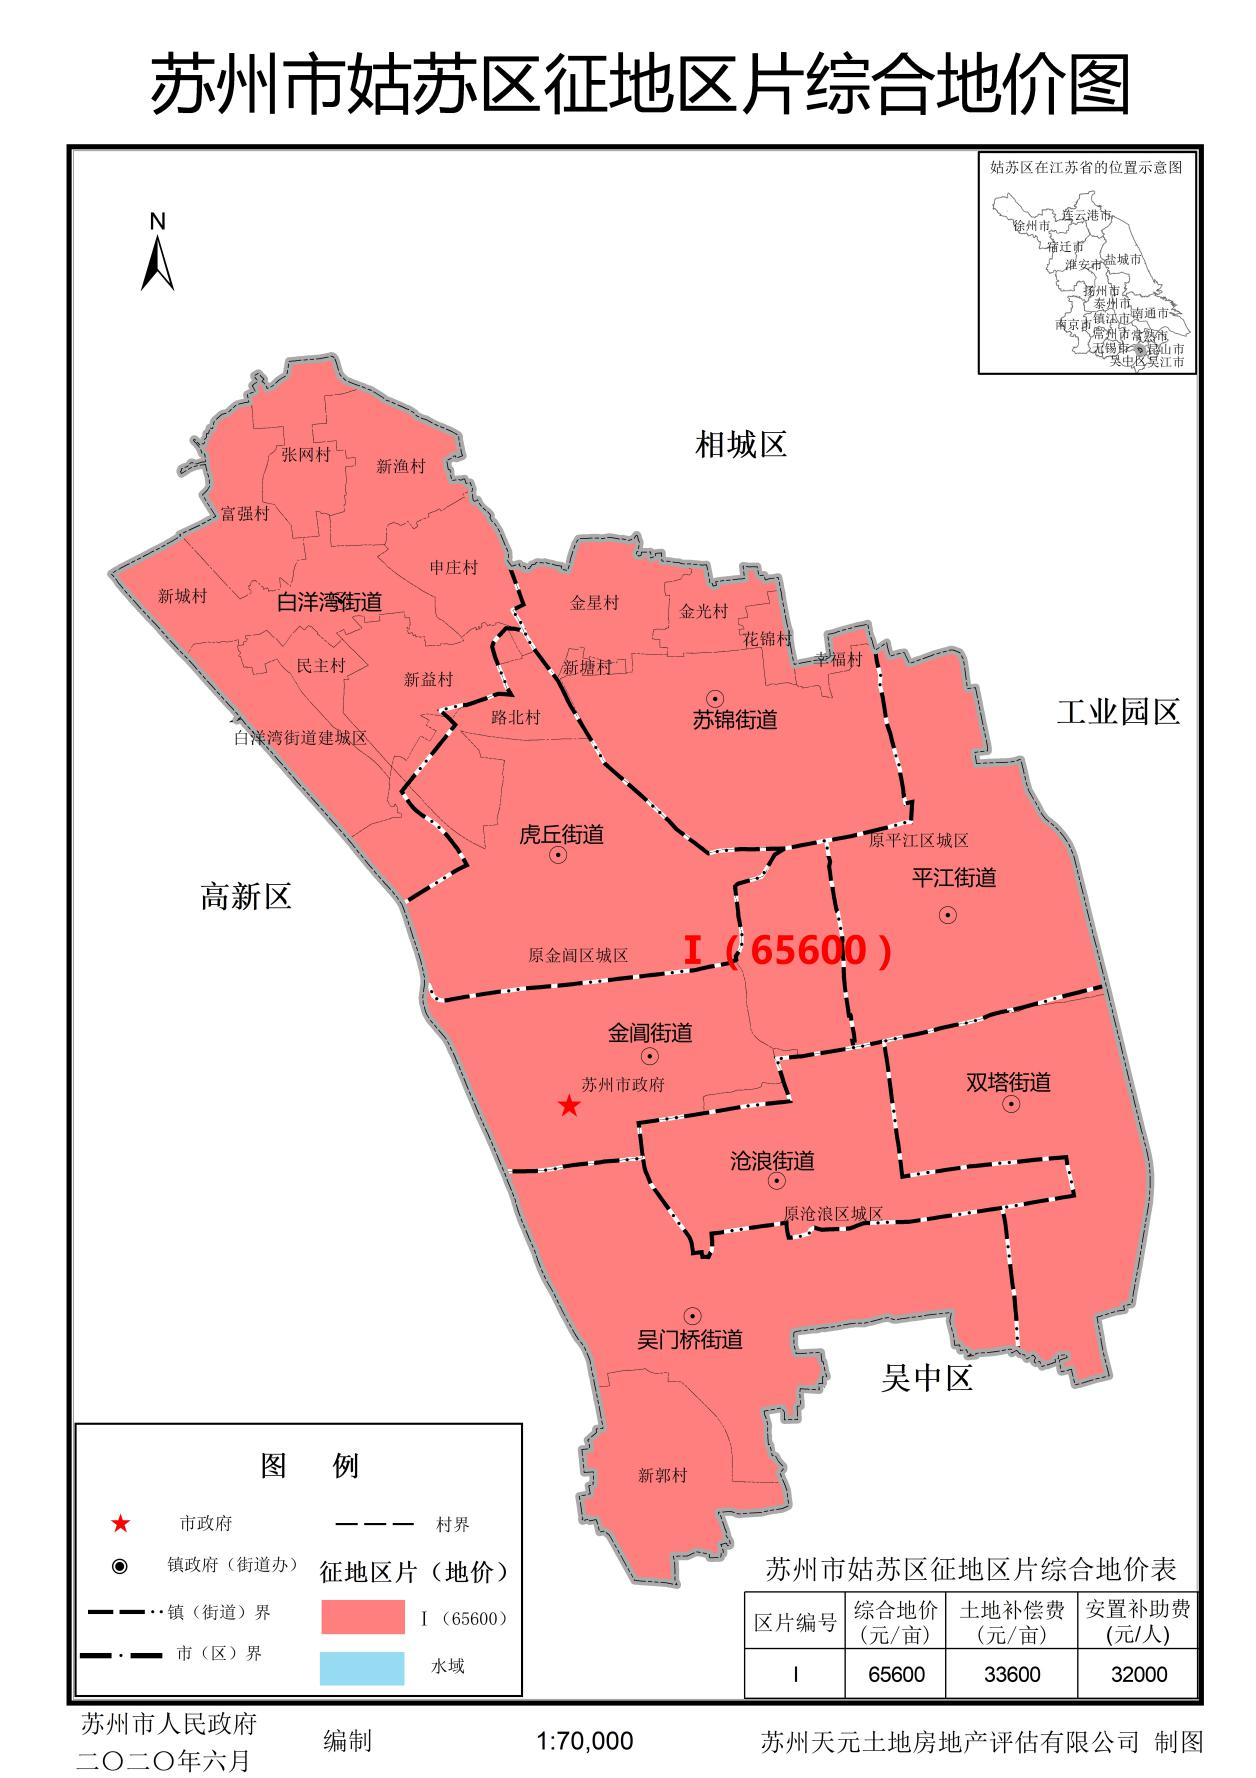 苏州市姑苏区征地区片综合地价图
姑苏区在江苏省的位置示意图
连云港市
徐州市
宿迁市
淮安市
盐城市
扬州市
泰州市
南通市
镇江市
南京市
常州市
常熟市
无锡市
昆山市
吴中区
吴江市
N
相城区
张网村
新渔村
富强村
申庄村
新城村
白洋湾街道
金星村
金光村
花锦村
幸福村
民主村
新塘村
新益村
路北村
苏锦街道
工业园区
白洋湾街道建城区
虎丘街道
原平江区城区
平江街道
高新区
I（65600）
原金阊区城区
金阊街道
苏州市政府
双塔街道
沧浪街道
原沧浪区城区
吴门桥街道
吴中区
新郭村
图 例
市政府
村界
镇政府（街道办）
征地区片（地价）
镇（街道）界
I （65600）
市（区）界
水域
苏州市姑苏区征地区片综合地价表
区片编号 综合地价（元/亩） 土地补偿费（元/亩） 安置补助费(元/人)
I 65600 33600 32000
苏州市人民政府 编制
二〇二〇年六月
1:70,000
苏州天元土地房地产评估有限公司 制图